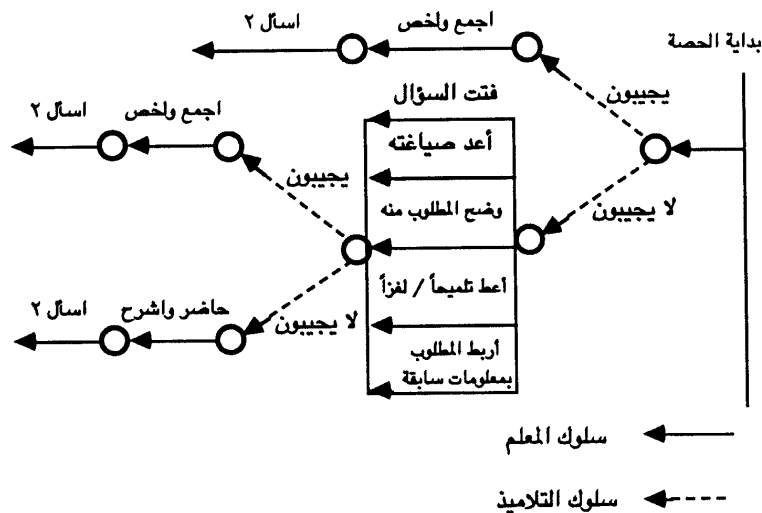 بداية الحصة
اجمع ولخص
اسأل ٢
يجيبون
لا يجيبون
فتت السؤال
أعد صياغته
وضح المطلوب منه
أعط تلميحاً / لغزاً
أربط المطلوب
بمعلومات سابقة
يجيبون
اجمع ولخص
اسأل ٢
لا يجيبون
حاضر واشرح
اسأل ٢
سلوك المعلم
سلوك التلاميذ